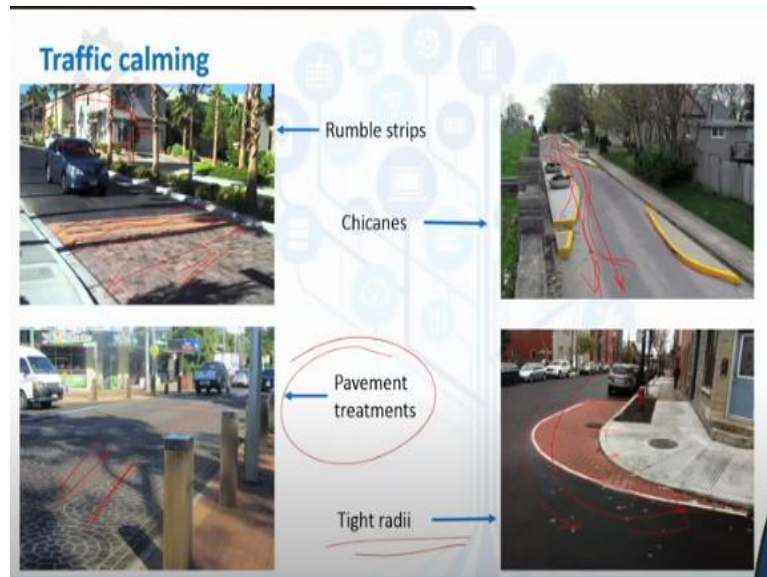 Traffic calming
Rumble strips
Chicanes
Pavement
treatments
Tight radii